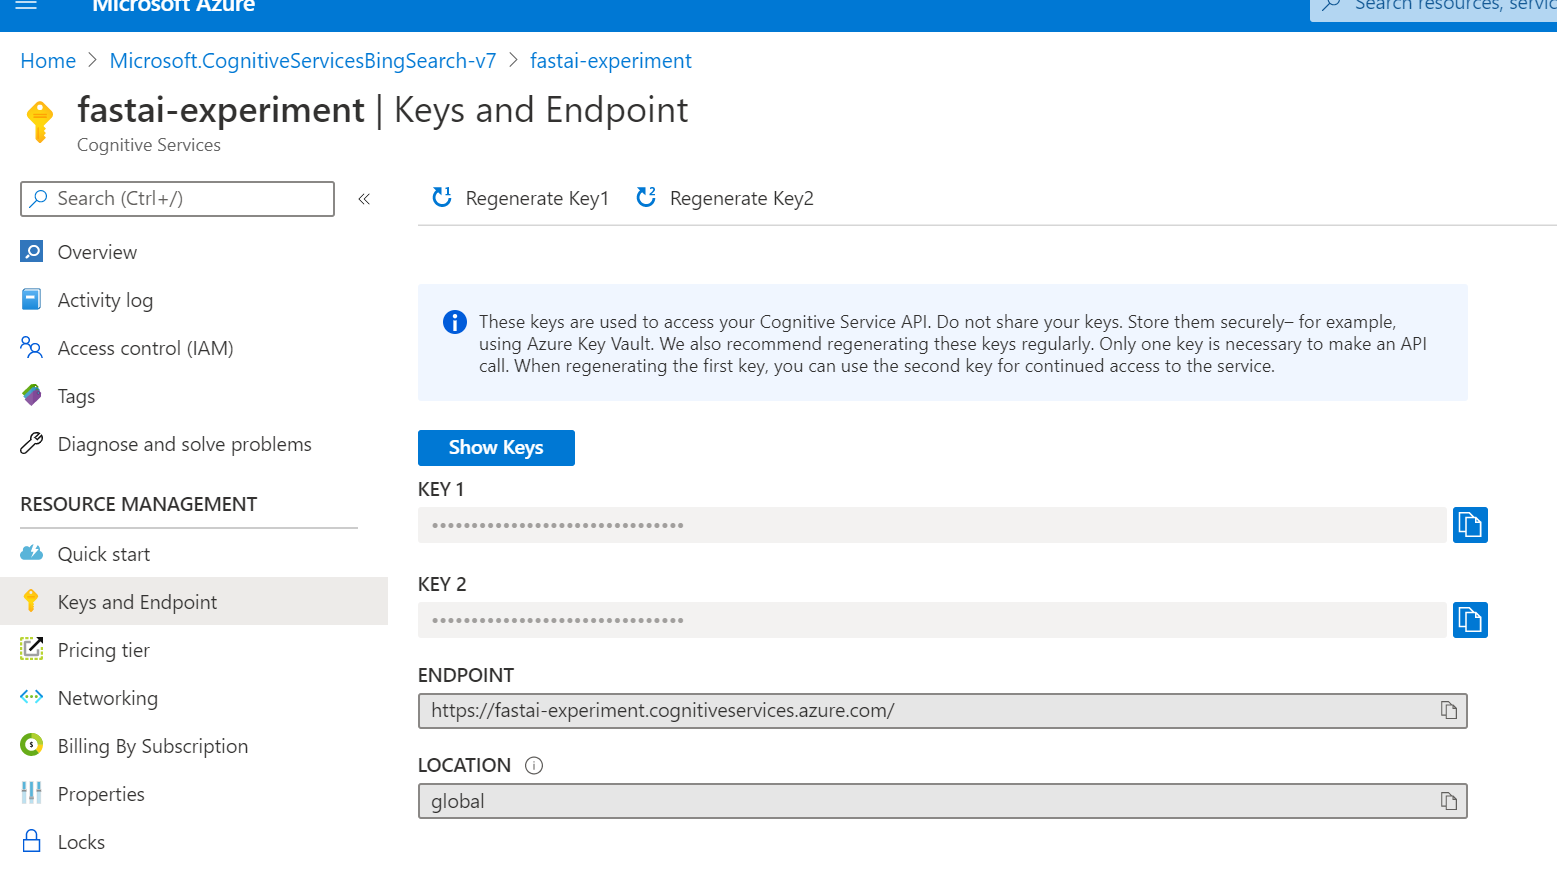 Microsoft Azure
Search resources, servic
Home > Microsoft.CognitiveServicesBingSearch-v7 > fastai-experiment
fastai-experiment | Keys and Endpoint
Cognitive Services
Search (Ctrl+/)
«
Overview
Activity log
Access control (IAM)
Tags
Diagnose and solve problems
RESOURCE MANAGEMENT
Quick start
Keys and Endpoint
Pricing tier
Networking
Billing By Subscription
Properties
Locks
1 Regenerate Key1 2 Regenerate Key2
These keys are used to access your Cognitive Service API. Do not share your keys. Store them securely– for example,
using Azure Key Vault. We also recommend regenerating these keys regularly. Only one key is necessary to make an API
call. When regenerating the first key, you can use the second key for continued access to the service.
Show Keys
KEY 1
••••••••••••••••••••••••••••••••
KEY 2
••••••••••••••••••••••••••••••••
ENDPOINT
https://fastai-experiment.cognitiveservices.azure.com/
LOCATION
global